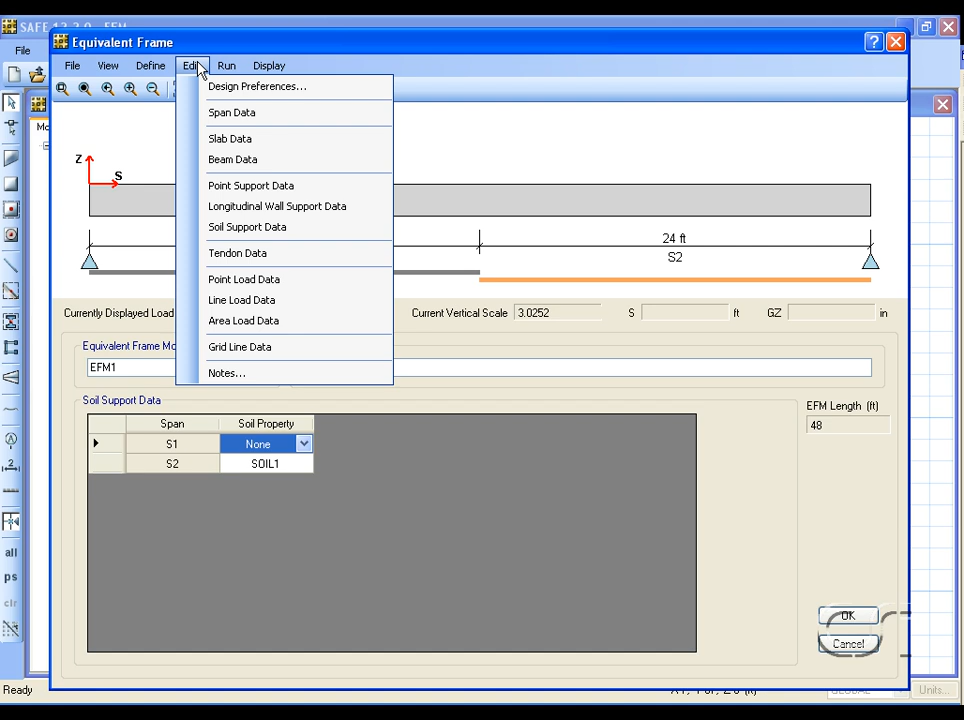 SAFE 12.2.0 - EFM
File
Equivalent Frame
File View Define Edit Run Display
Design Preferences...
Span Data
Slab Data
Beam Data
Point Support Data
Longitudinal Wall Support Data
Soil Support Data
Tendon Data
Point Load Data
Line Load Data
Area Load Data
Grid Line Data
Notes...
Mo
Z
S
24 ft
S2
Currently Displayed Load
Current Vertical Scale 3.0252 S ft GZ in
Equivalent Frame Mo
EFM1
Soil Support Data
EFM Length (ft)
48
Span Soil Property
S1 None
S2 SOIL1
all
ps
clr
OK
Cancel
Ready
GLOBAL
Units...